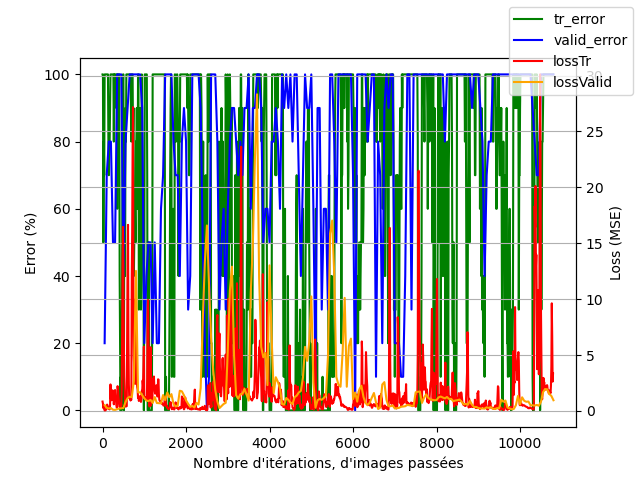 tr_error
valid_error
lossTr
lossValid
100
80
60
40
20
0
Error (%)
30
25
20
15
10
5
0
Loss (MSE)
0
2000
4000
6000
8000
10000
Nombre d'itérations, d'images passées